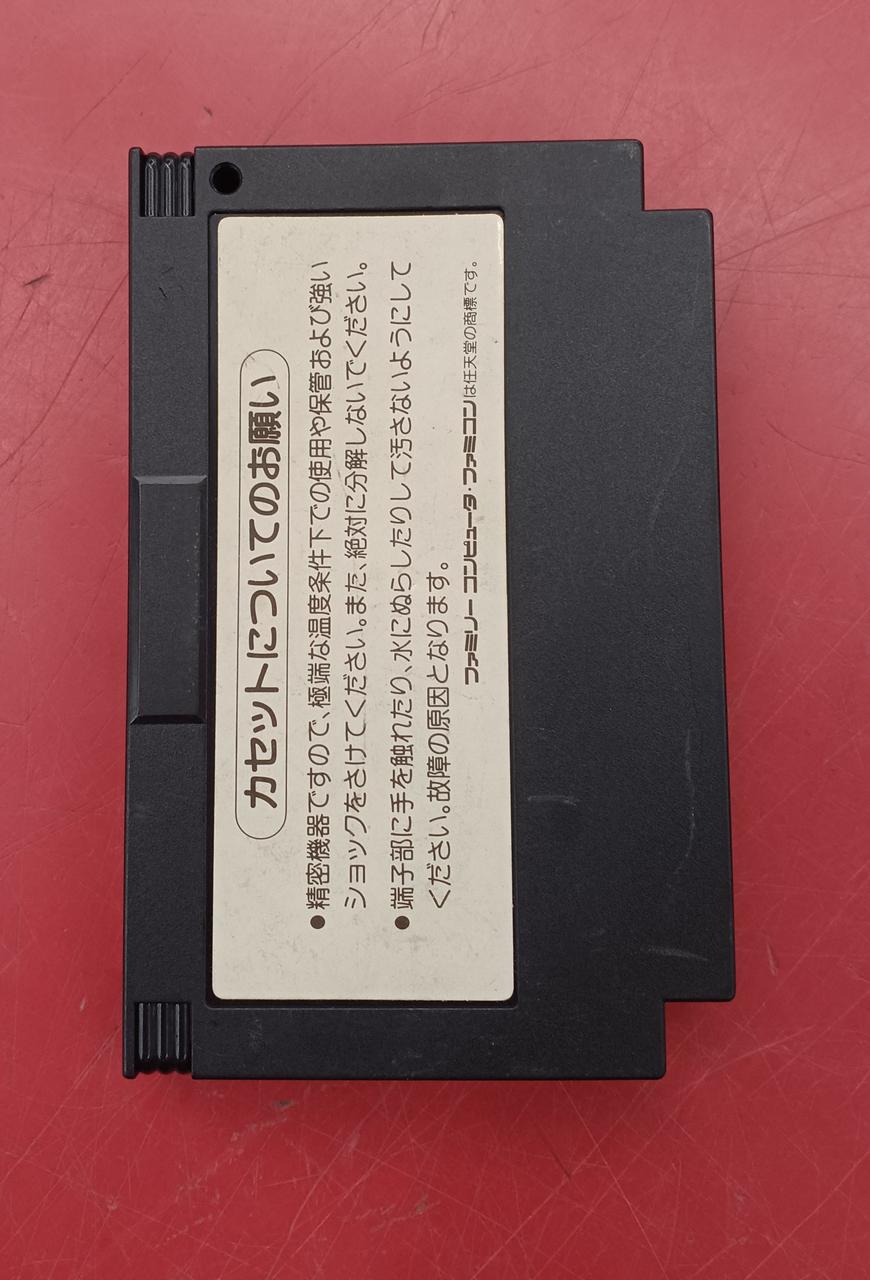 カセットについてのお願い
●精密機器ですので、極端な温度条件下での使用や保管および強い
ショックをさけてください。また、絶対に分解しないでください。
●端子部に手を触れたり、水にぬらしたりして汚さないようにして
ください。故障の原因となります。
ファミリー コンピュータ・ファミコンは任天堂の商標です。